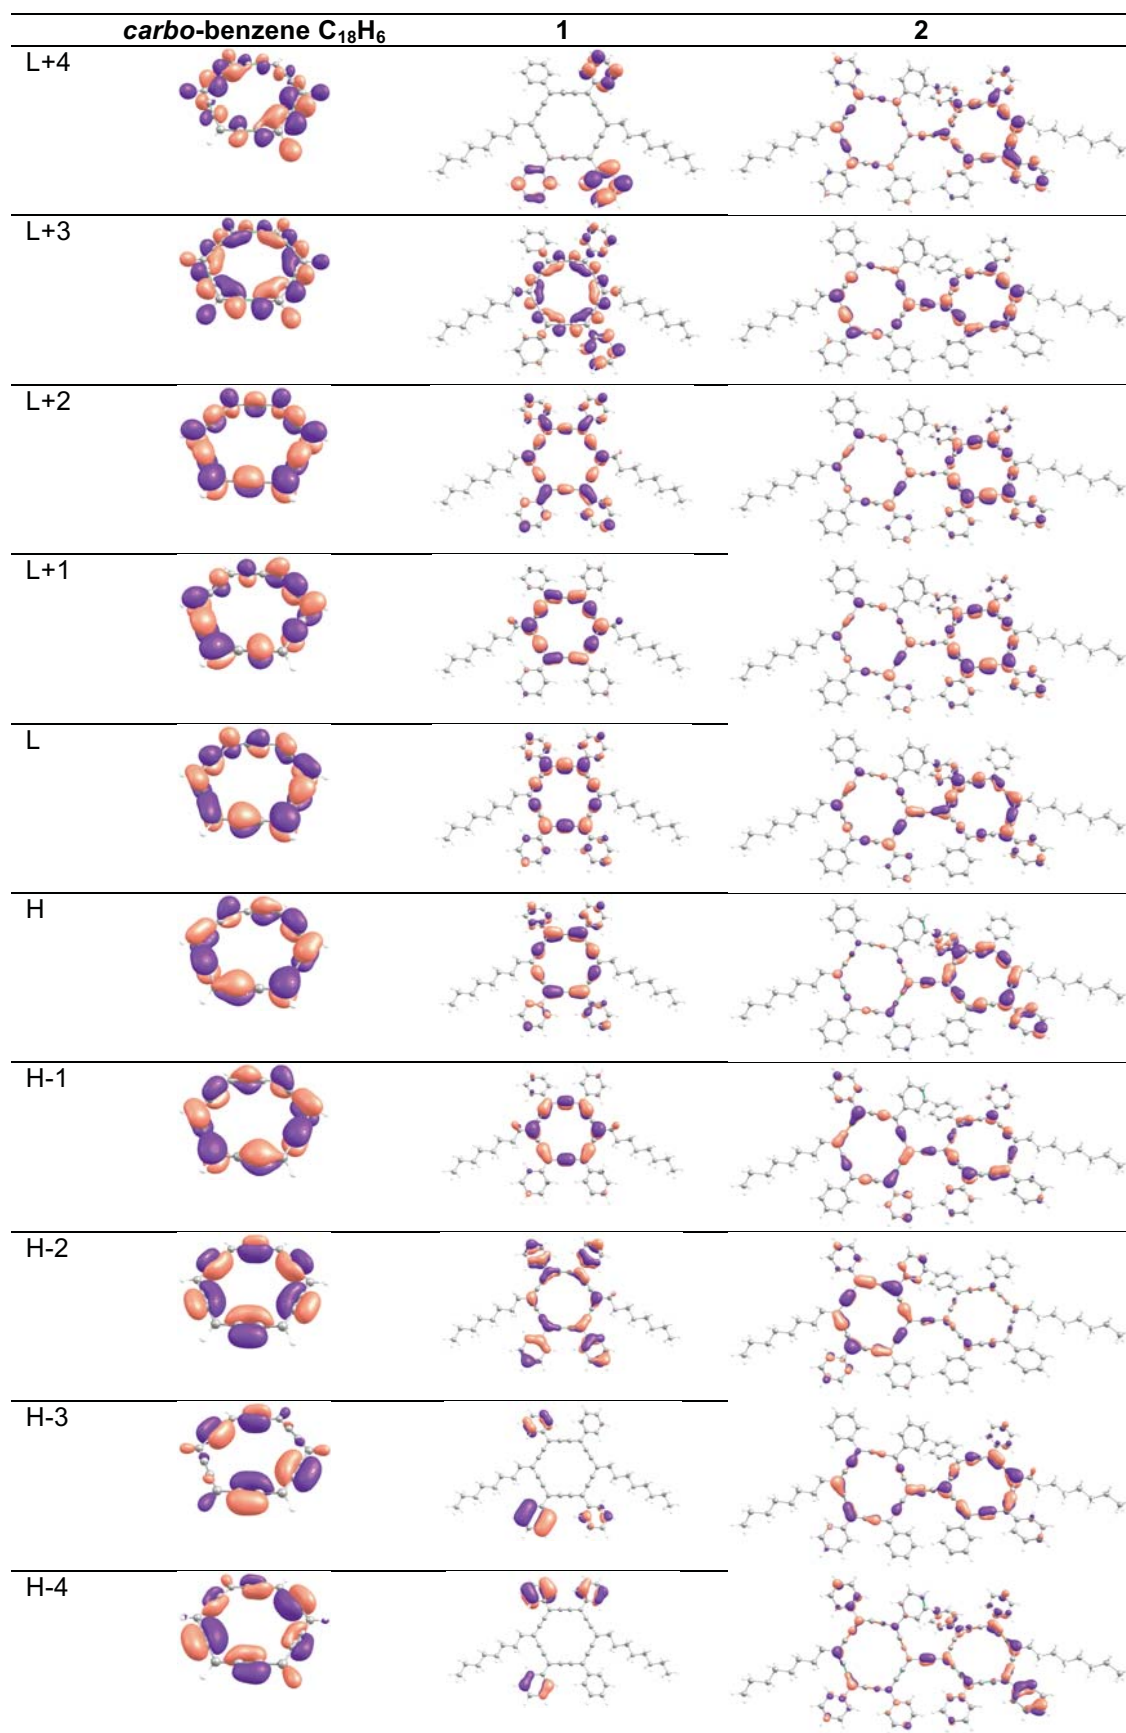 carbo-benzene C₁₈H₆ 1 2
L+4
L+3
L+2
L+1
L
H
H-1
H-2
H-3
H-4